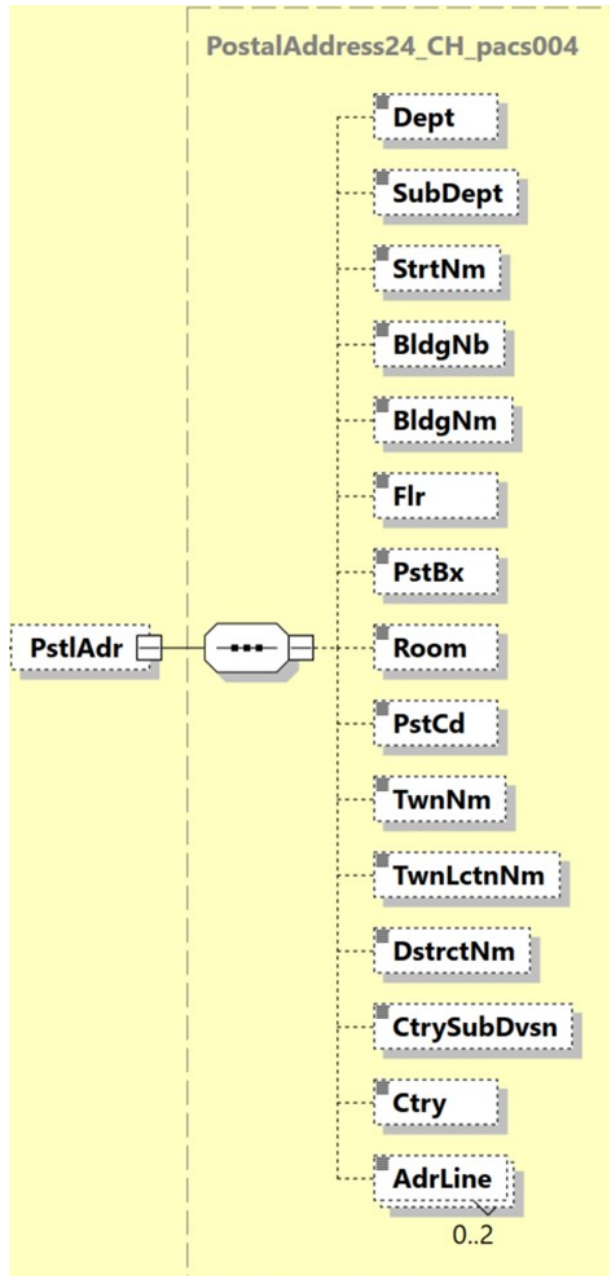 PostalAddress24_CH_pacs004
Dept
SubDept
StrtNm
BldgNb
BldgNm
Flr
PstBx
PstlAdr
Room
PstCd
TwnNm
TwnLctnNm
DstrctNm
CtrySubDvsn
Ctry
AdrLine
0..2